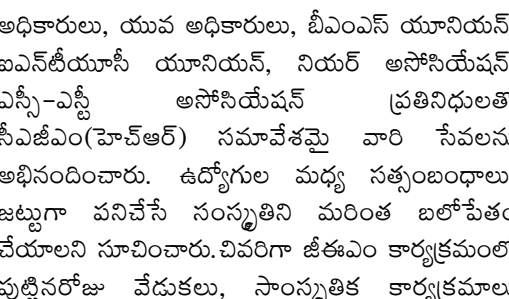 అధికారులు, యువ అధికారులు, బీఎంఎస్ యూనియన్
ఐఎన్‌టీయూసీ యూనియన్, నియర్ అసోసియేషన్
ఎస్సీ-ఎస్టీ అసోసియేషన్ ప్రతినిధులతో
సీఎజీఎం(హెచ్ఆర్) సమావేశమై వారి సేవలను
అభినందించారు. ఉద్యోగుల మధ్య సత్సంబంధాలు
జట్టుగా పనిచేసే సంస్కృతిని మరింత బలోపేతం
చేయాలని సూచించారు.చివరిగా జీఈఎం కార్యక్రమంలో
పుట్టినరోజు వేడుకలు, సాంస్కృతిక కార్యక్రమాలు